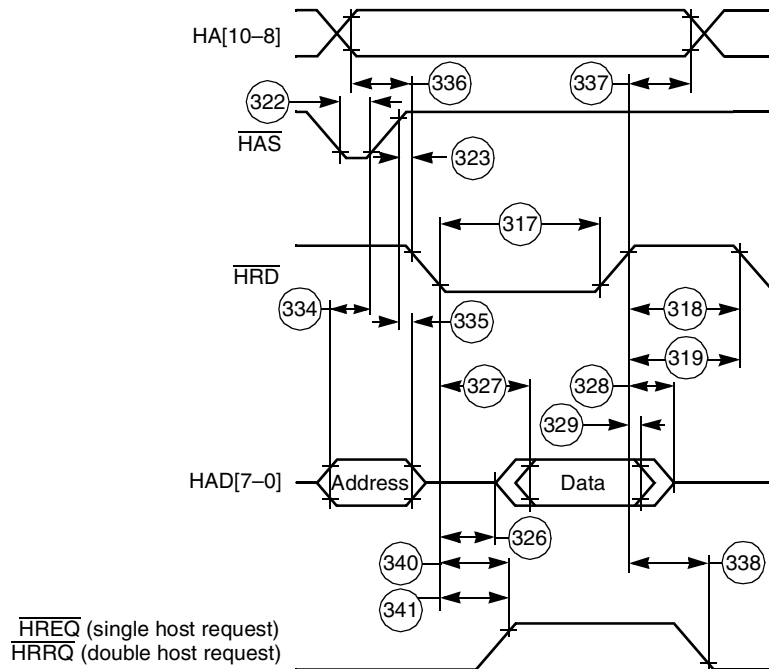 HA[10–8]
336
337
322
HAS
323
317
HRD
334
335
318
319
327
328
329
HAD[7–0]
Address
Data
326
340
338
341
HREQ (single host request)
HRRQ (double host request)